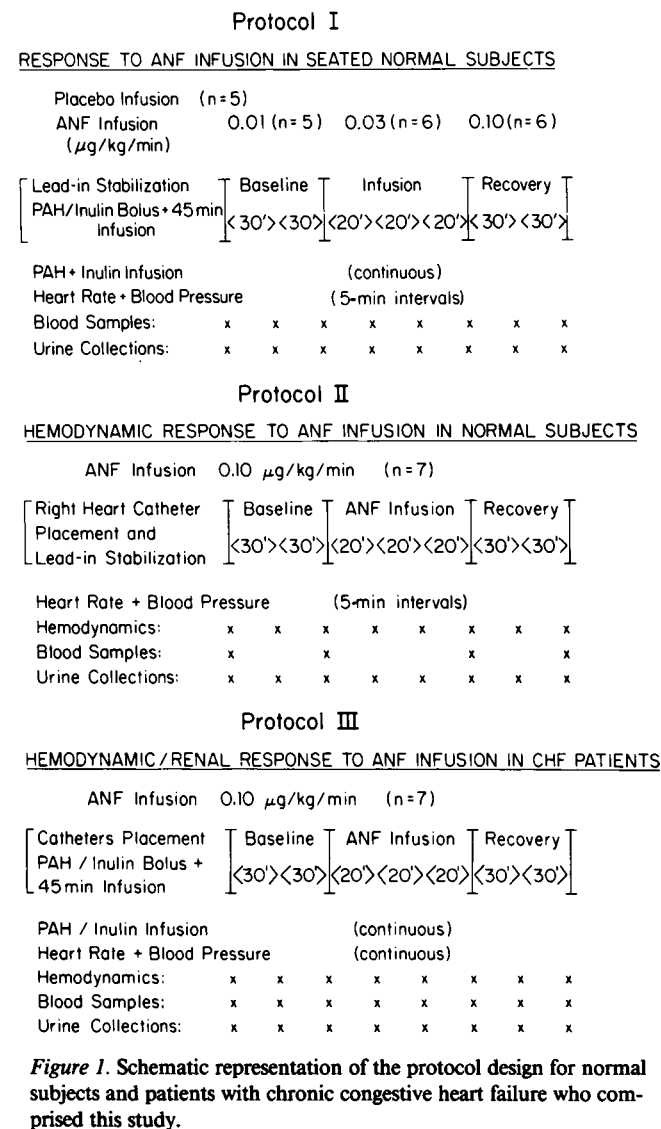 Protocol I
RESPONSE TO ANF INFUSION IN SEATED NORMAL SUBJECTS
Placebo Infusion (n=5)
ANF Infusion 0.01 (n=5) 0.03 (n=6) 0.10 (n=6)
(μg/kg/min)
Lead-in Stabilization Baseline Infusion Recovery
PAH/Inulin Bolus + 45 min
Infusion <30'><30'> <20'><20'><20'> <30'><30'>
PAH + Inulin Infusion (continuous)
Heart Rate + Blood Pressure (5-min intervals)
Blood Samples: x x x x x x x x
Urine Collections: x x x x x x x x
Protocol II
HEMODYNAMIC RESPONSE TO ANF INFUSION IN NORMAL SUBJECTS
ANF Infusion 0.10 μg/kg/min (n=7)
Right Heart Catheter Baseline ANF Infusion Recovery
Placement and
Lead-in Stabilization <30'><30'> <20'><20'><20'> <30'><30'>
Heart Rate + Blood Pressure (5-min intervals)
Hemodynamics: x x x x x x x x
Blood Samples: x x x x
Urine Collections: x x x x x x x x
Protocol III
HEMODYNAMIC/RENAL RESPONSE TO ANF INFUSION IN CHF PATIENTS
ANF Infusion 0.10 μg/kg/min (n=7)
Catheters Placement Baseline ANF Infusion Recovery
PAH / Inulin Bolus +
45 min Infusion <30'><30'> <20'><20'><20'> <30'><30'>
PAH / Inulin Infusion (continuous)
Heart Rate + Blood Pressure (continuous)
Hemodynamics: x x x x x x x x
Blood Samples: x x x x x x x x
Urine Collections: x x x x x x x x
Figure 1. Schematic representation of the protocol design for normal
subjects and patients with chronic congestive heart failure who com-
prised this study.